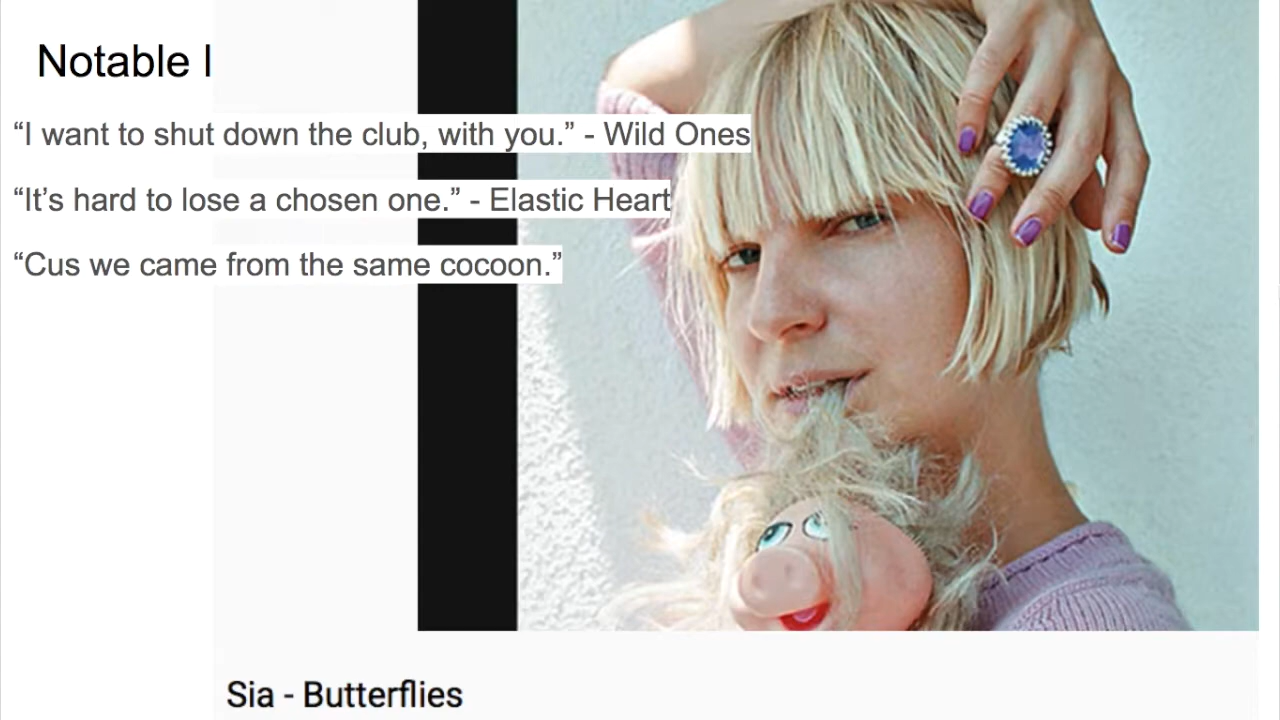 Notable l
“I want to shut down the club, with you.” - Wild Ones
“It’s hard to lose a chosen one.” - Elastic Heart
“Cus we came from the same cocoon.”
Sia - Butterflies